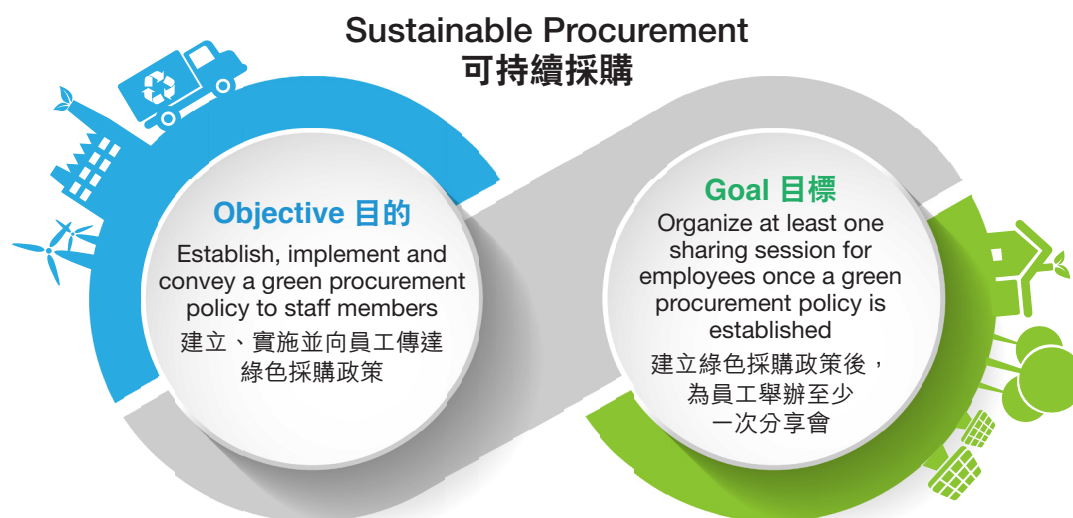 Sustainable Procurement
可持續採購
Objective 目的
Establish, implement and
convey a green procurement
policy to staff members
建立、實施並向員工傳達
綠色採購政策
Goal 目標
Organize at least one
sharing session for
employees once a green
procurement policy is
established
建立綠色採購政策後，
為員工舉辦至少
一次分享會